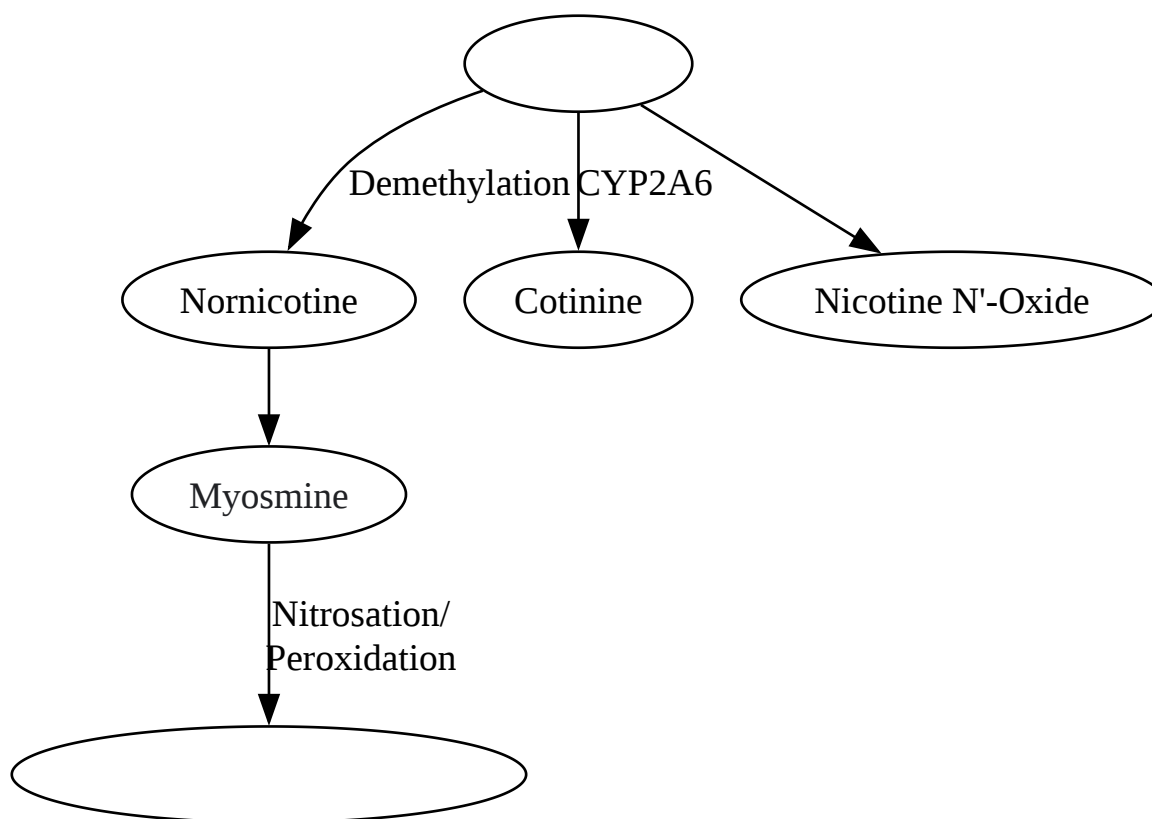 Demethylation
CYP2A6
Nornicotine
Cotinine
Nicotine N'-Oxide
Myosmine
Nitrosation/
Peroxidation